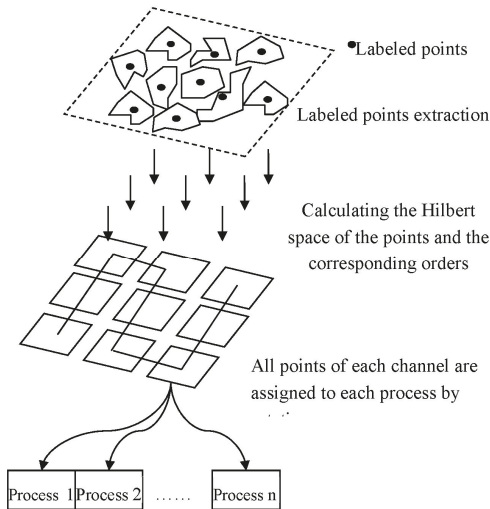 Labeled points
Labeled points extraction
Calculating the Hilbert
space of the points and the
corresponding orders
All points of each channel are
assigned to each process by
Process 1
Process 2
......
Process n